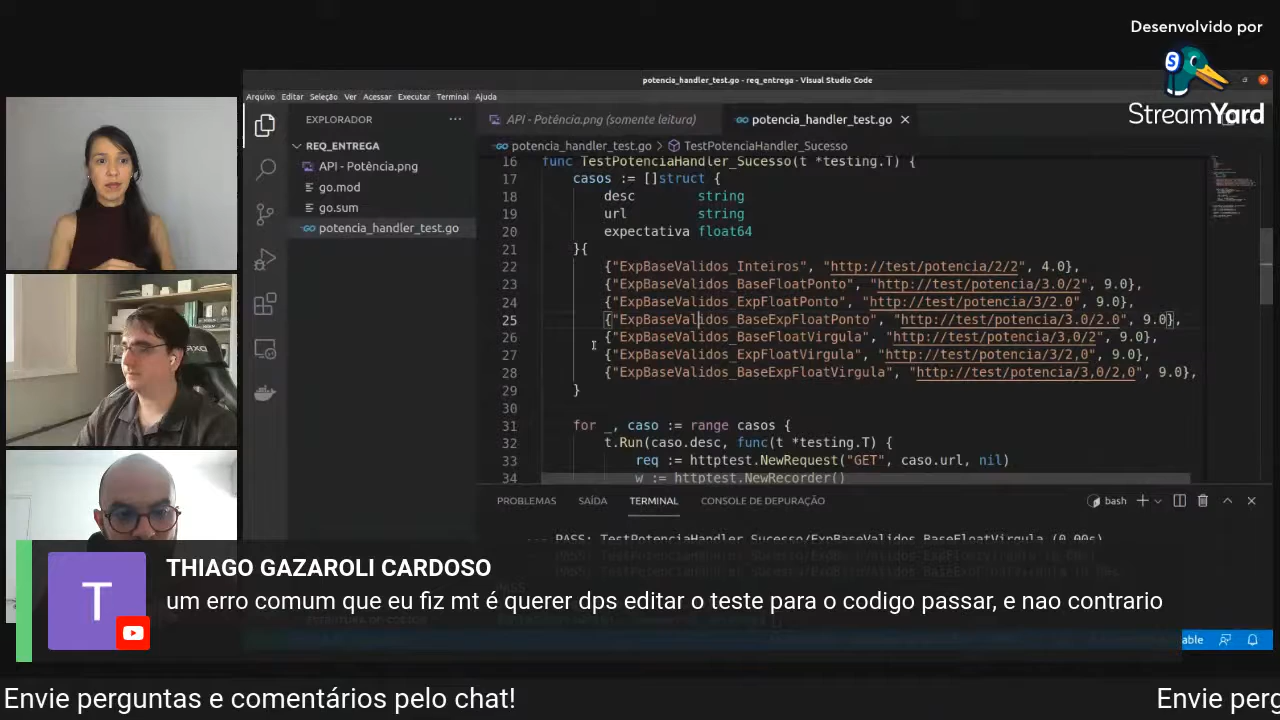 Desenvolvido por
StreamYard
potencia_handler_test.go - req_entrega - Visual Studio Code
Arquivo Editar Seleção Ver Acessar Executar Terminal Ajuda
EXPLORADOR
REQ_ENTREGA
API - Potência.png
go.mod
go.sum
potencia_handler_test.go
API - Potência.png (somente leitura)
potencia_handler_test.go
potencia_handler_test.go > TestPotenciaHandler_Sucesso
16 func TestPotenciaHandler_Sucesso(t *testing.T) {
17 casos := []struct {
18 desc string
19 url string
20 expectativa float64
21 }{
22 {"ExpBaseValidos_Inteiros", "http://test/potencia/2/2", 4.0},
23 {"ExpBaseValidos_BaseFloatPonto", "http://test/potencia/3.0/2", 9.0},
24 {"ExpBaseValidos_ExpFloatPonto", "http://test/potencia/3/2.0", 9.0},
25 {"ExpBaseValidos_BaseExpFloatPonto", "http://test/potencia/3.0/2.0", 9.0},
26 {"ExpBaseValidos_BaseFloatVirgula", "http://test/potencia/3,0/2", 9.0},
27 {"ExpBaseValidos_ExpFloatVirgula", "http://test/potencia/3/2,0", 9.0},
28 {"ExpBaseValidos_BaseExpFloatVirgula", "http://test/potencia/3,0/2,0", 9.0},
29 }
30
31 for _, caso := range casos {
32 t.Run(caso.desc, func(t *testing.T) {
33 req := httptest.NewRequest("GET", caso.url, nil)
34 w := httptest.NewRecorder()
PROBLEMAS SAÍDA TERMINAL CONSOLE DE DEPURAÇÃO
bash
PASS: TestPotenciaHandler_Sucesso/ExpBaseValidos_BaseFloatVirgula (0.00s)
T
THIAGO GAZAROLI CARDOSO
um erro comum que eu fiz mt é querer dps editar o teste para o codigo passar, e nao contrario
able
Envie perguntas e comentários pelo chat!
Envie perg